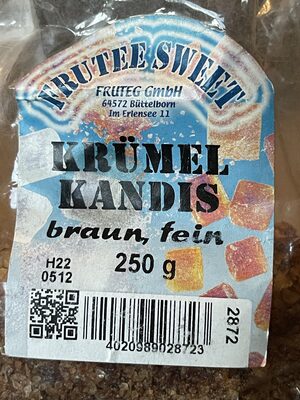 FRUTEE SWEET
FRUTEG GmbH
64572 Büttelborn
Im Erlensee 11
KRÜMEL
KANDIS
braun, fein
H22
0512
250 g
2872
4020989028723